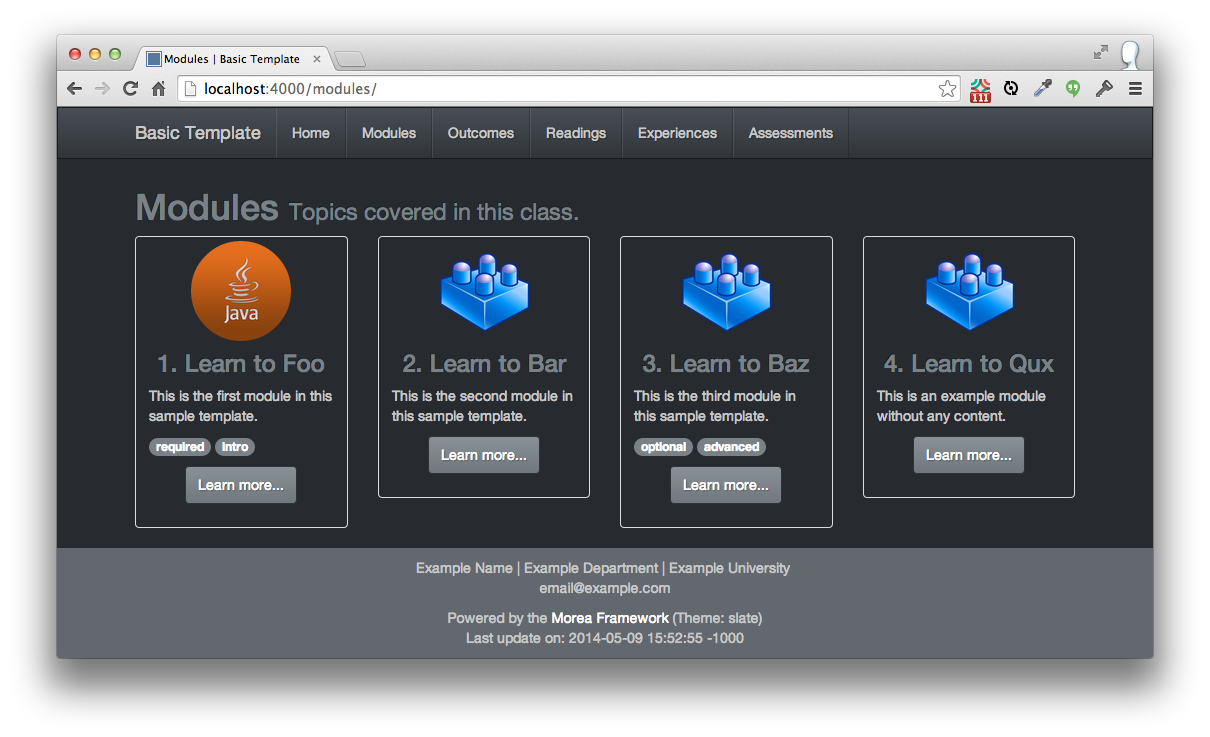 Modules | Basic Template
localhost:4000/modules/
111
Basic Template Home Modules Outcomes Readings Experiences Assessments
Modules Topics covered in this class.
Java
1. Learn to Foo
This is the first module in this
sample template.
required intro
Learn more...
2. Learn to Bar
This is the second module in
this sample template.
Learn more...
3. Learn to Baz
This is the third module in
this sample template.
optional advanced
Learn more...
4. Learn to Qux
This is an example module
without any content.
Learn more...
Example Name | Example Department | Example University
email@example.com
Powered by the Morea Framework (Theme: slate)
Last update on: 2014-05-09 15:52:55 -1000